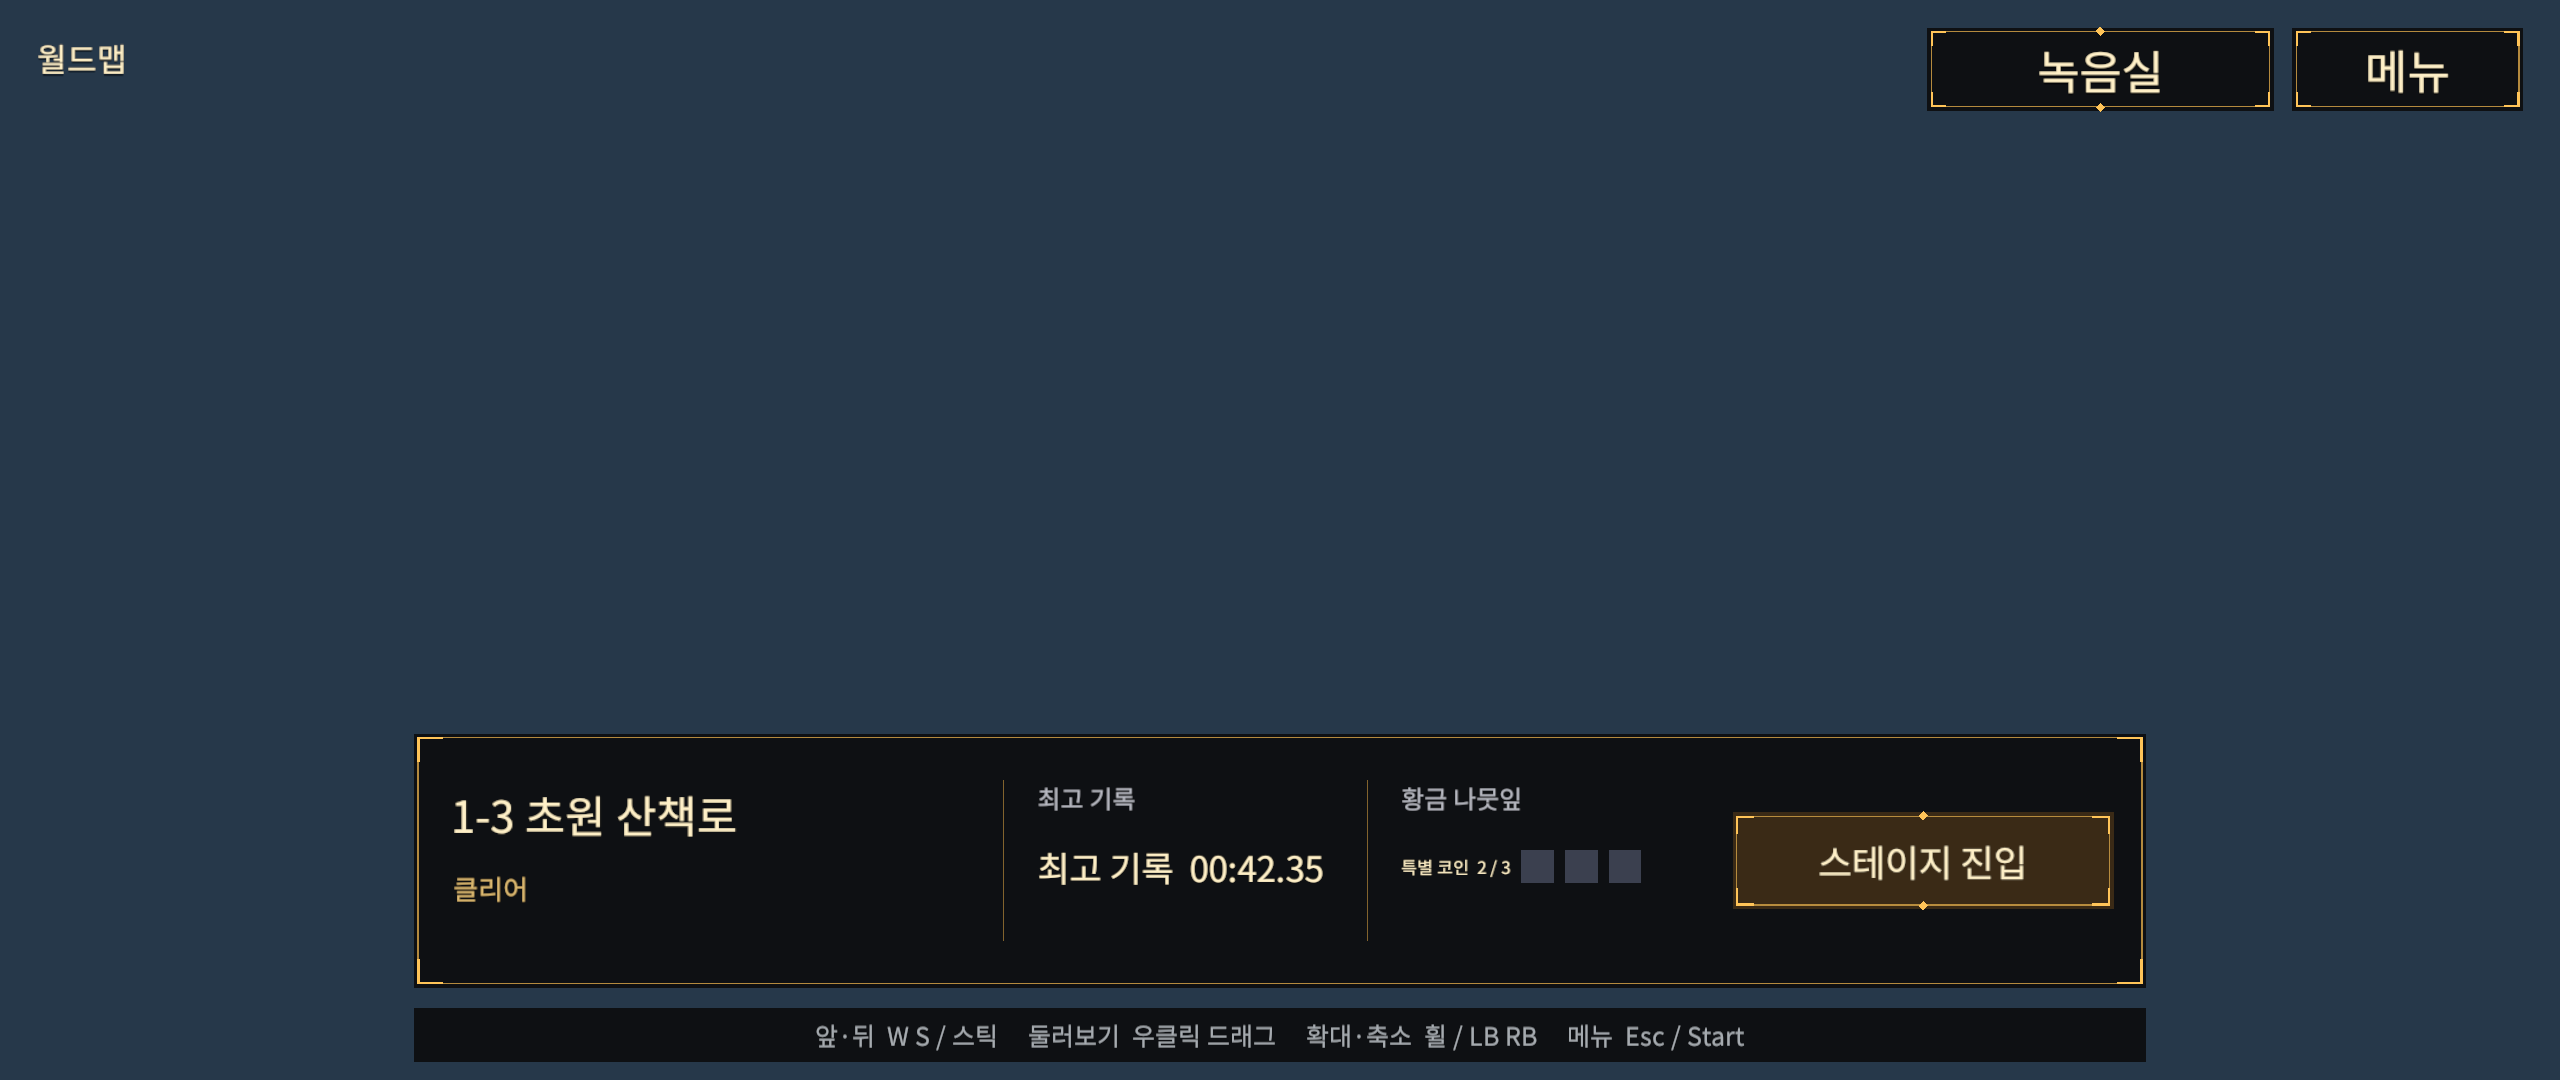 월드맵
녹음실
메뉴
1-3 초원 산책로
클리어
최고 기록
최고 기록 00:42.35
황금 나뭇잎
특별 코인 2 / 3
스테이지 진입
앞·뒤 W S / 스틱 둘러보기 우클릭 드래그 확대·축소 휠 / LB RB 메뉴 Esc / Start